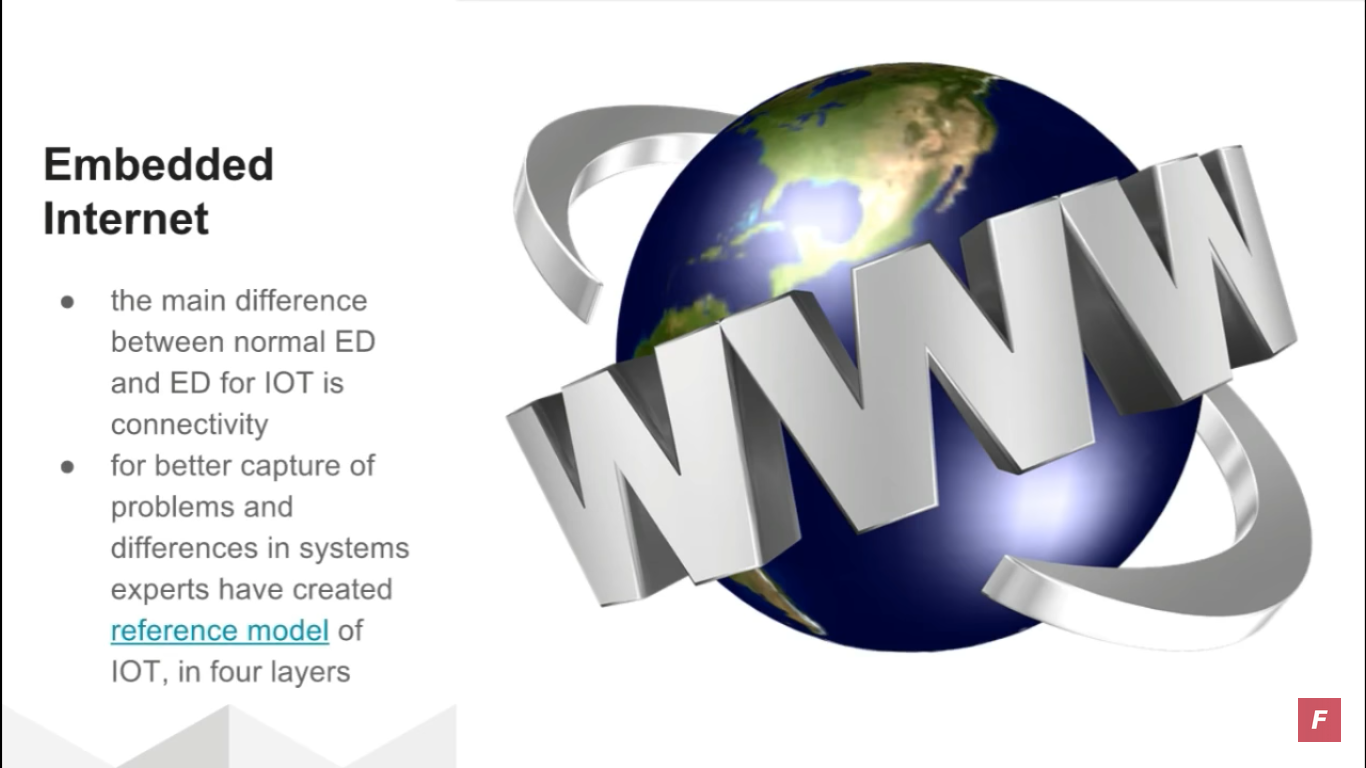 Embedded
Internet
● the main difference
between normal ED
and ED for IOT is
connectivity
● for better capture of
problems and
differences in systems
experts have created
reference model of
IOT, in four layers
WWW
F